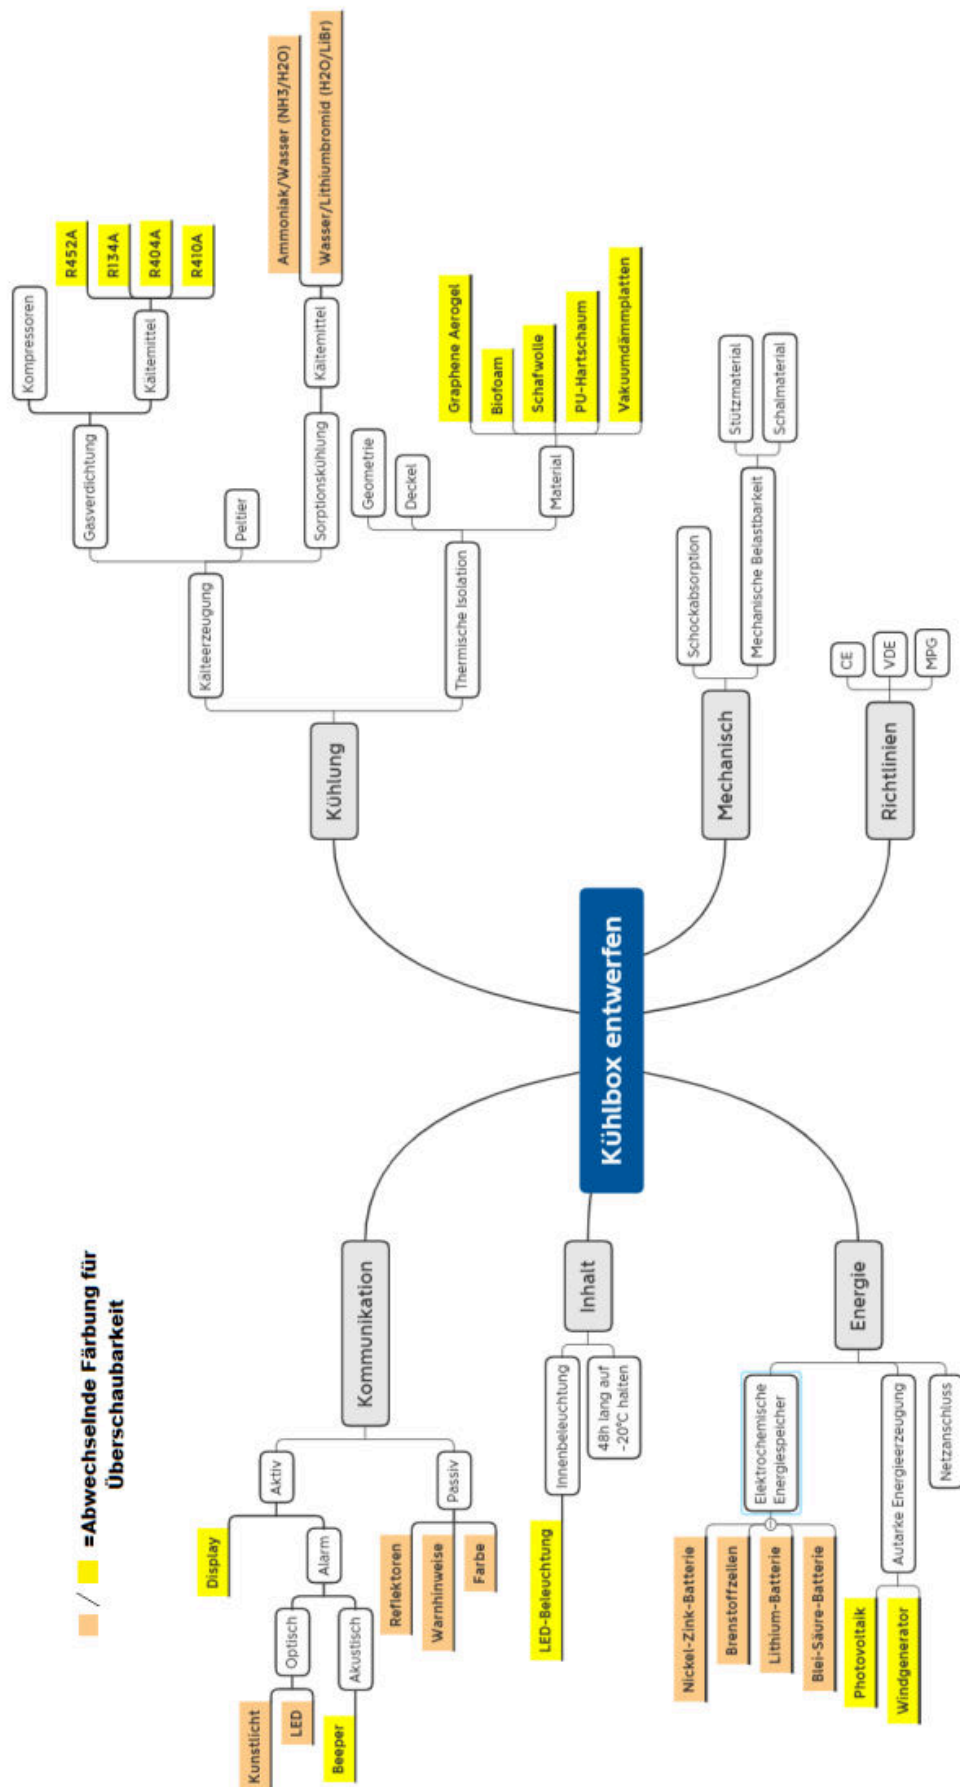 / =Abwechselnde Färbung für
Überschaubarkeit
Kühlbox entwerfen
Kommunikation
Aktiv
Display
Alarm
Optisch
Kunstlicht
LED
Akustisch
Beeper
Passiv
Reflektoren
Warnhinweise
Farbe
Inhalt
Innenbeleuchtung
LED-Beleuchtung
48h lang auf
-20°C halten
Energie
Elektrochemische
Energiespeicher
Nickel-Zink-Batterie
Brenstoffzellen
Lithium-Batterie
Blei-Säure-Batterie
Autarke Energieerzeugung
Photovoltaik
Windgenerator
Netzanschluss
Kühlung
Kälteerzeugung
Gasverdichtung
Kompressoren
Kältemittel
R452A
R134A
R404A
R410A
Peltier
Sorptionskühlung
Kältemittel
Ammoniak/Wasser (NH3/H2O)
Wasser/Lithiumbromid (H2O/LiBr)
Thermische Isolation
Geometrie
Deckel
Material
Graphene Aerogel
Biofoam
Schafwolle
PU-Hartschaum
Vakuumdämmplatten
Mechanisch
Schockabsorption
Mechanische Belastbarkeit
Stützmaterial
Schalmaterial
Richtlinien
CE
VDE
MPG